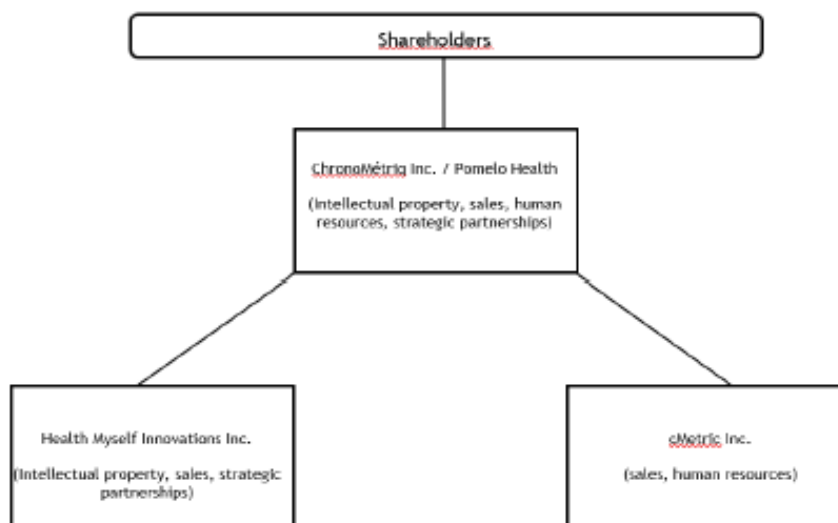 Shareholders
ChronoMétriq Inc. / Pomelo Health
(Intellectual property, sales, human
resources, strategic partnerships)
Health Myself Innovations Inc.
(Intellectual property, sales, strategic
partnerships)
cMetric Inc.
(sales, human resources)